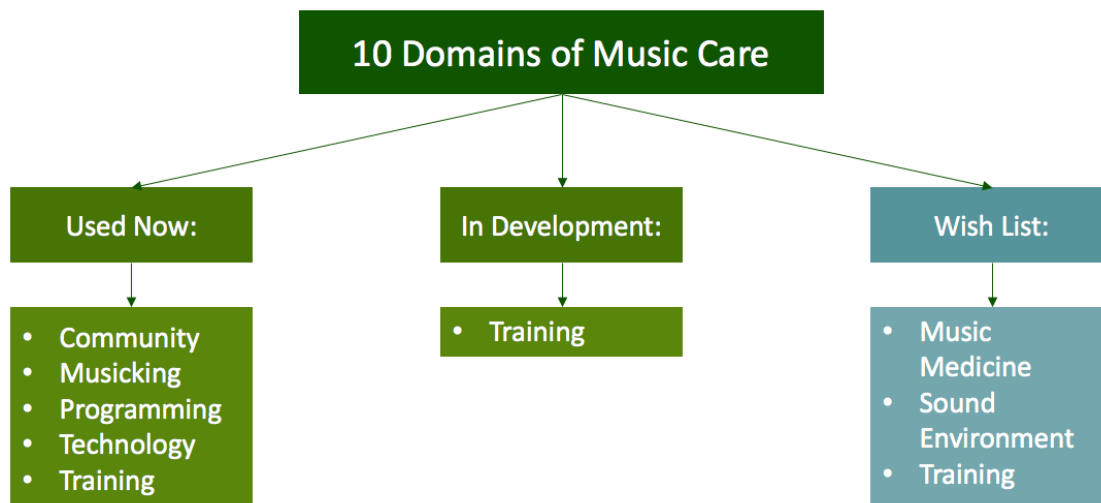 10 Domains of Music Care
Used Now:
• Community
• Musicking
• Programming
• Technology
• Training
In Development:
• Training
Wish List:
• Music
Medicine
• Sound
Environment
• Training